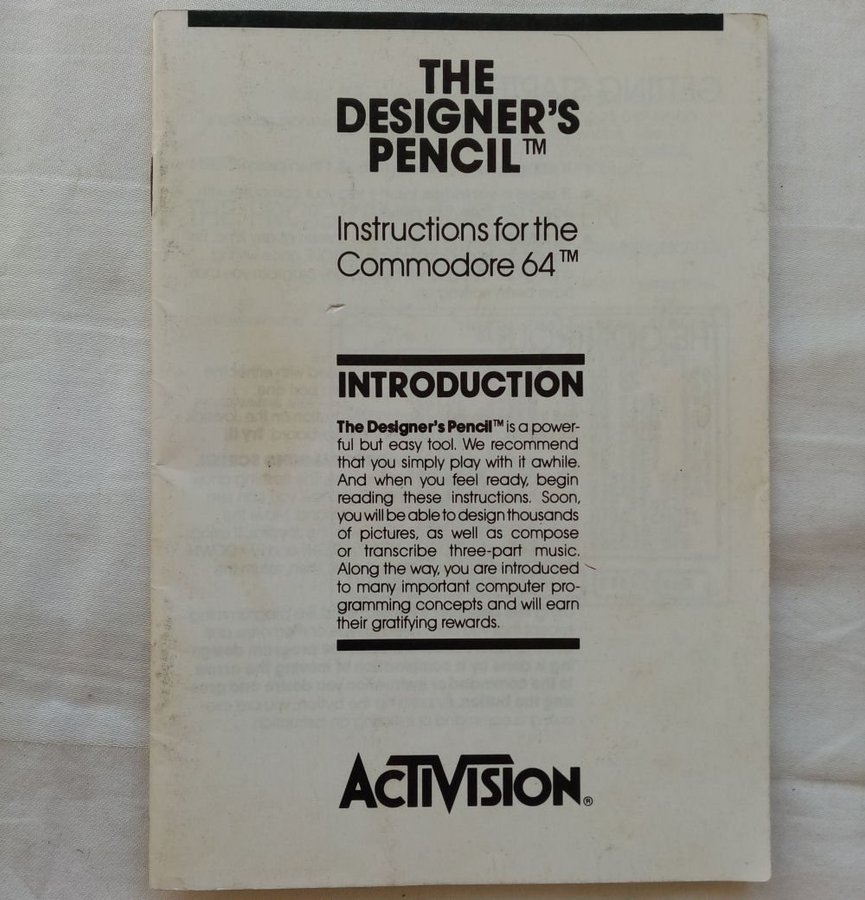 THE
DESIGNER'S
PENCIL™
Instructions for the
Commodore 64™
INTRODUCTION
The Designer's Pencil™ is a power-
ful but easy tool. We recommend
that you simply play with it awhile.
And when you feel ready, begin
reading these instructions. Soon,
you will be able to design thousands
of pictures, as well as compose
or transcribe three-part music.
Along the way, you are introduced
to many important computer pro-
gramming concepts and will earn
their gratifying rewards.
ACTIVISION®